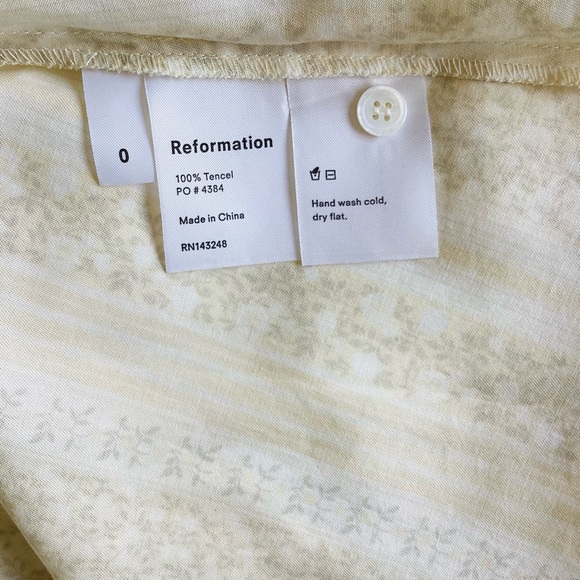 0
Reformation
100% Tencel
PO # 4384
Made in China
RN143248
Hand wash cold,
dry flat.